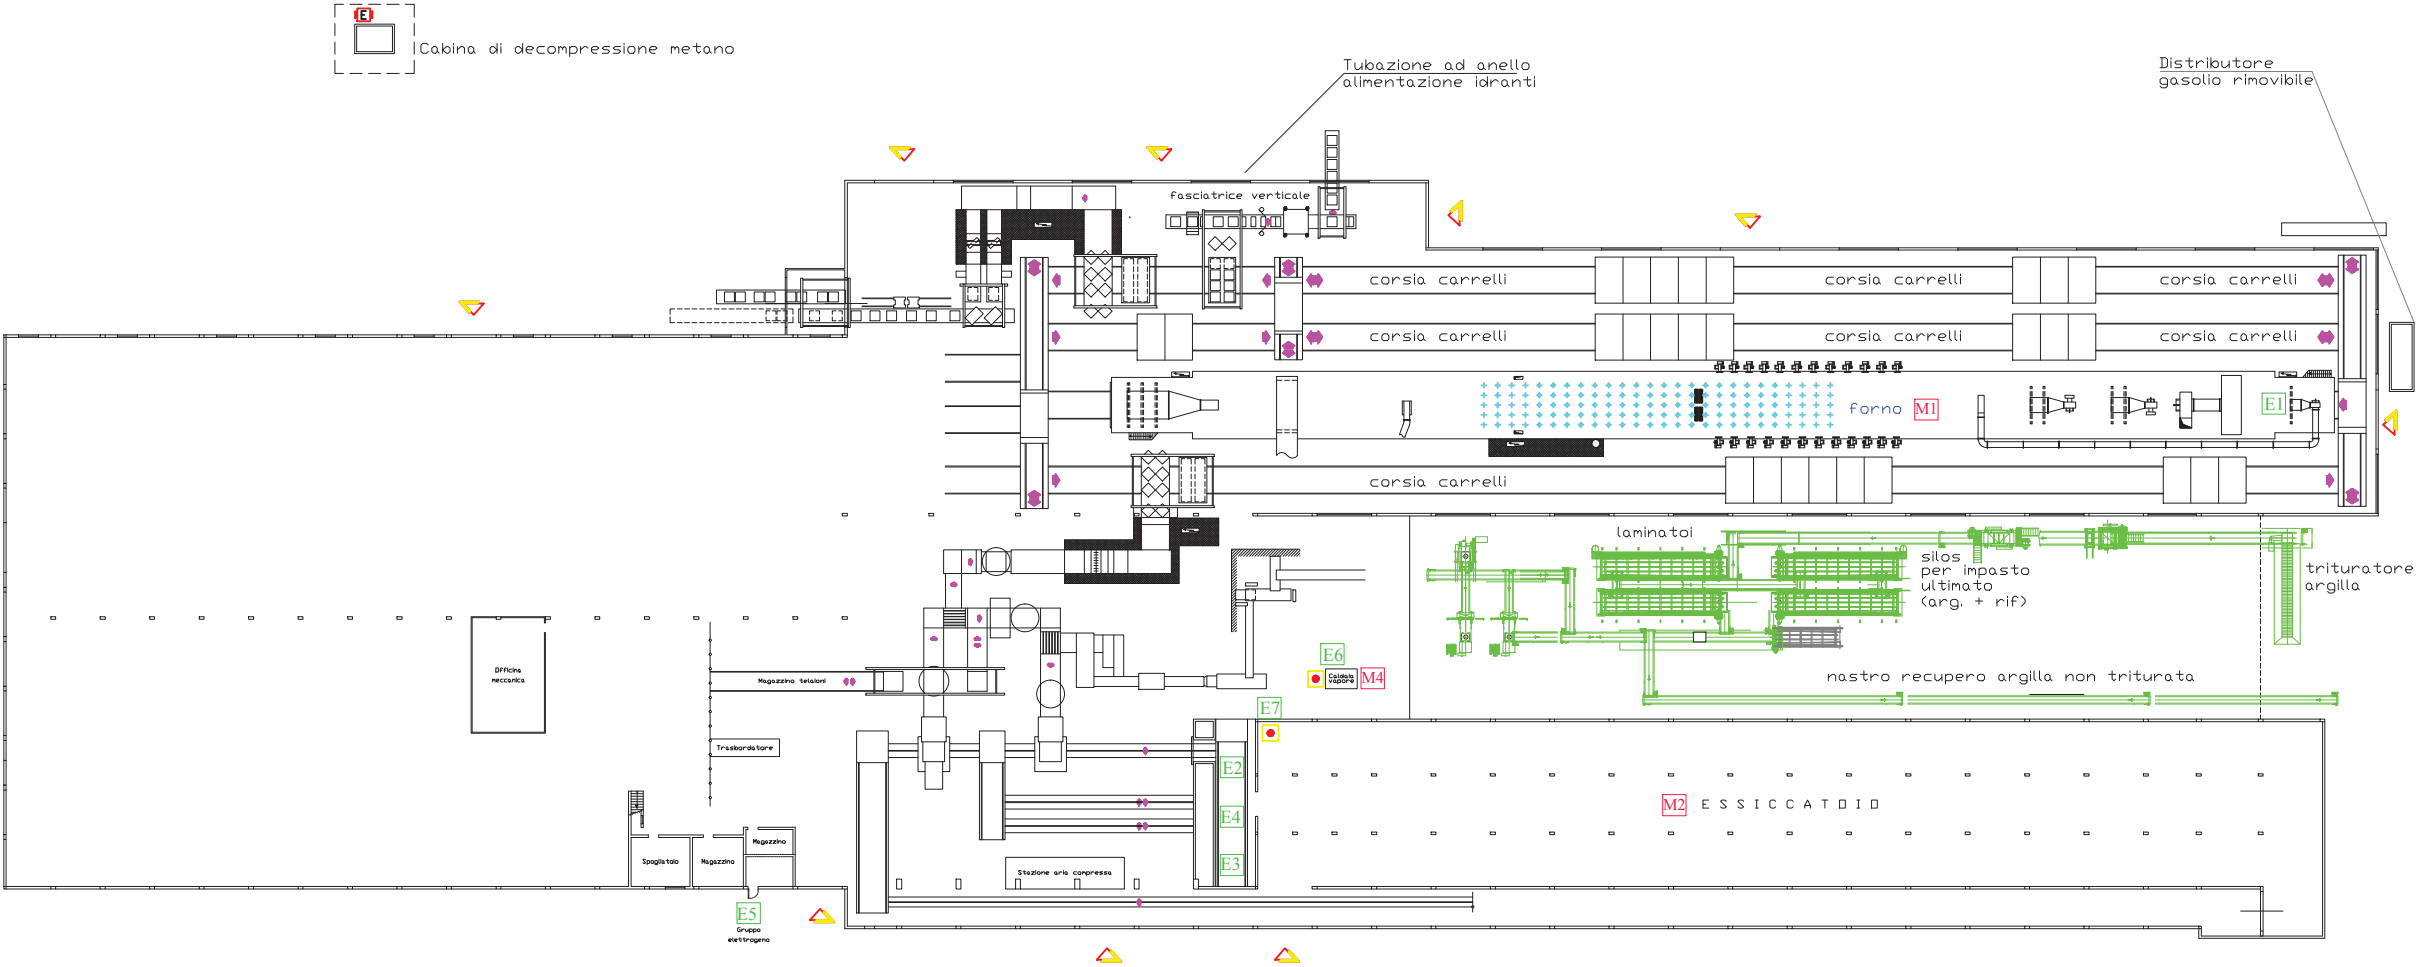 E
Cabina di decompressione metano
Tubazione ad anello
alimentazione idranti
Distributore
gasolio rimovibile
fasciatrice verticale
corsia carrelli
corsia carrelli
corsia carrelli
corsia carrelli
corsia carrelli
corsia carrelli
forno
M1
E1
corsia carrelli
laminatoi
silos
per impasto
ultimato
(arg. + rif)
trituratore
argilla
Officina
meccanica
Magazzino telaioni
E6
Caldaia
vapore
M4
nastro recupero argilla non triturata
E7
Trasbordatore
E2
M2
ESSICCATOIO
E4
Magazzino
Spogliatoio
Magazzino
E3
Stazione aria compressa
E5
Gruppo
elettrogeno